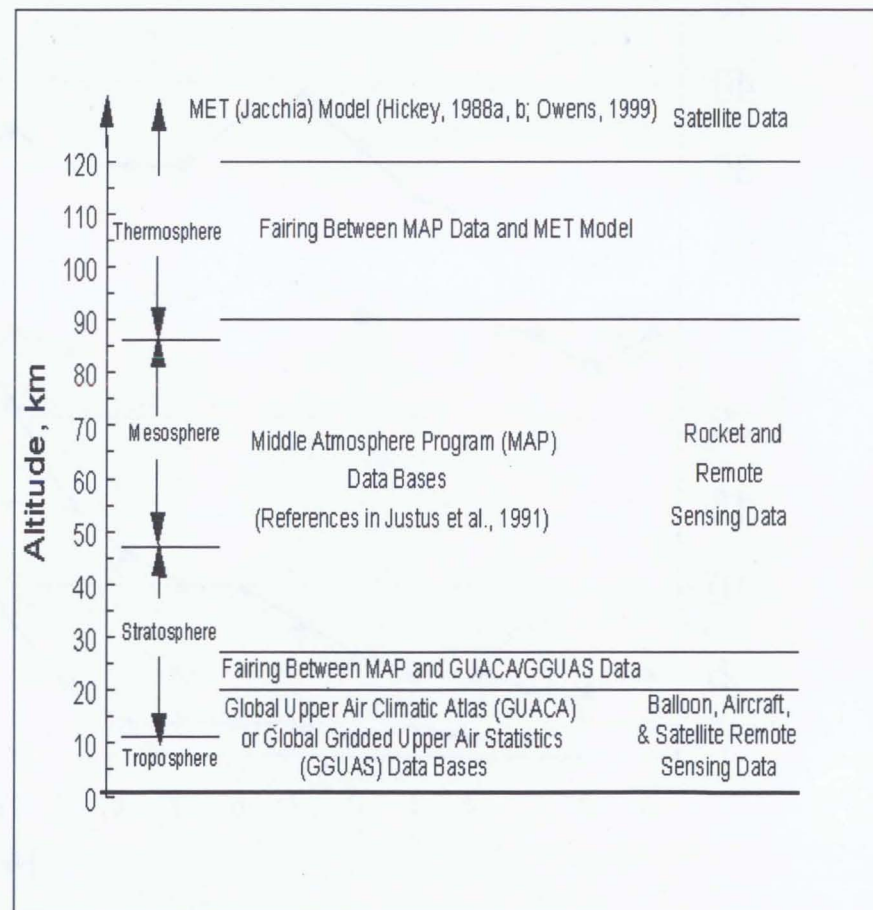 MET (Jacchia) Model (Hickey, 1988a, b; Owens, 1999)
Satellite Data
120
110
Thermosphere
Fairing Between MAP Data and MET Model
100
90
80
70
Mesosphere
Middle Atmosphere Program (MAP)
Data Bases
(References in Justus et al., 1991)
Rocket and
Remote
Sensing Data
60
50
Altitude, km
40
30
Stratosphere
Fairing Between MAP and GUACA/GGUAS Data
20
Global Upper Air Climatic Atlas (GUACA)
or Global Gridded Upper Air Statistics
(GGUAS) Data Bases
Balloon, Aircraft,
& Satellite Remote
Sensing Data
10
Troposphere
0